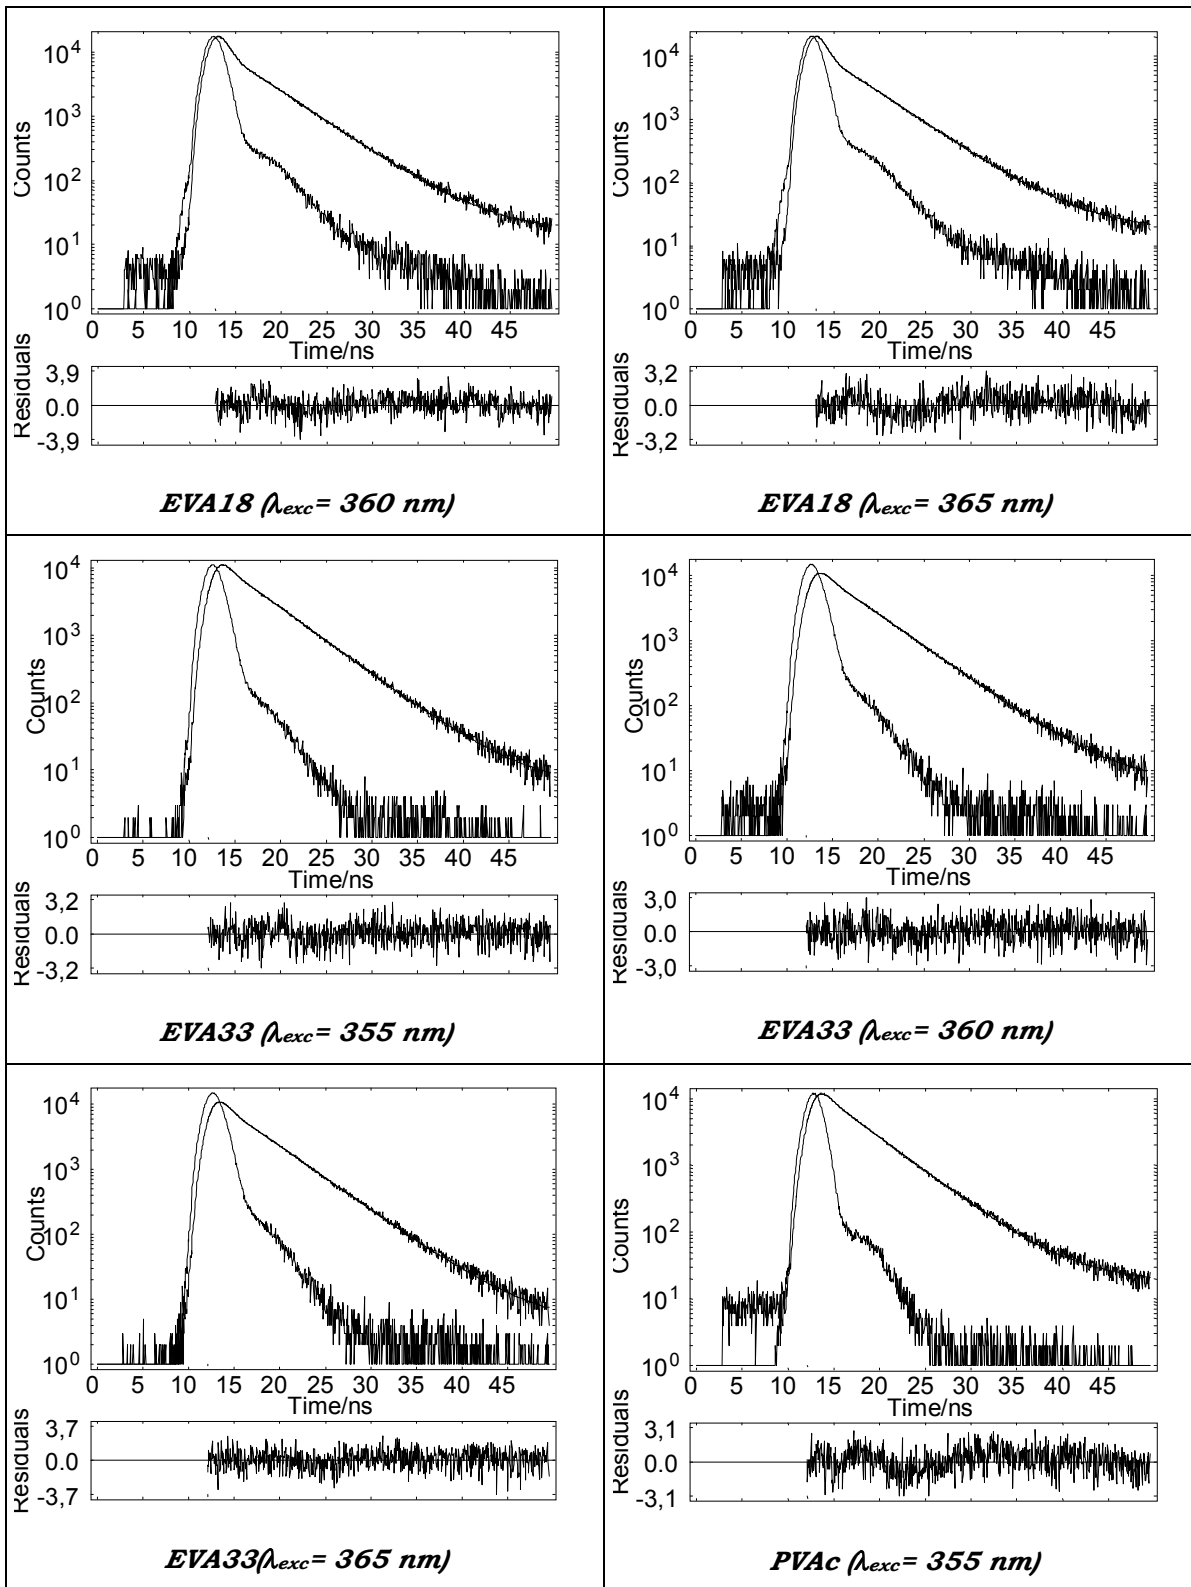 10⁴
10³
10²
10¹
10⁰
Counts
0 5 10 15 20 25 30 35 40 45
Time/ns
3,9
0.0
-3,9
Residuals
EVA18 (λexc= 360 nm)
10⁴
10³
10²
10¹
10⁰
Counts
0 5 10 15 20 25 30 35 40 45
Time/ns
3,2
0.0
-3,2
Residuals
EVA18 (λexc= 365 nm)
10⁴
10³
10²
10¹
10⁰
Counts
0 5 10 15 20 25 30 35 40 45
Time/ns
3,2
0.0
-3,2
Residuals
EVA33 (λexc= 355 nm)
10⁴
10³
10²
10¹
10⁰
Counts
0 5 10 15 20 25 30 35 40 45
Time/ns
3,0
0.0
-3,0
Residuals
EVA33 (λexc= 360 nm)
10⁴
10³
10²
10¹
10⁰
Counts
0 5 10 15 20 25 30 35 40 45
Time/ns
3,7
0.0
-3,7
Residuals
EVA33(λexc= 365 nm)
10⁴
10³
10²
10¹
10⁰
Counts
0 5 10 15 20 25 30 35 40 45
Time/ns
3,1
0.0
-3,1
Residuals
PVAc (λexc= 355 nm)